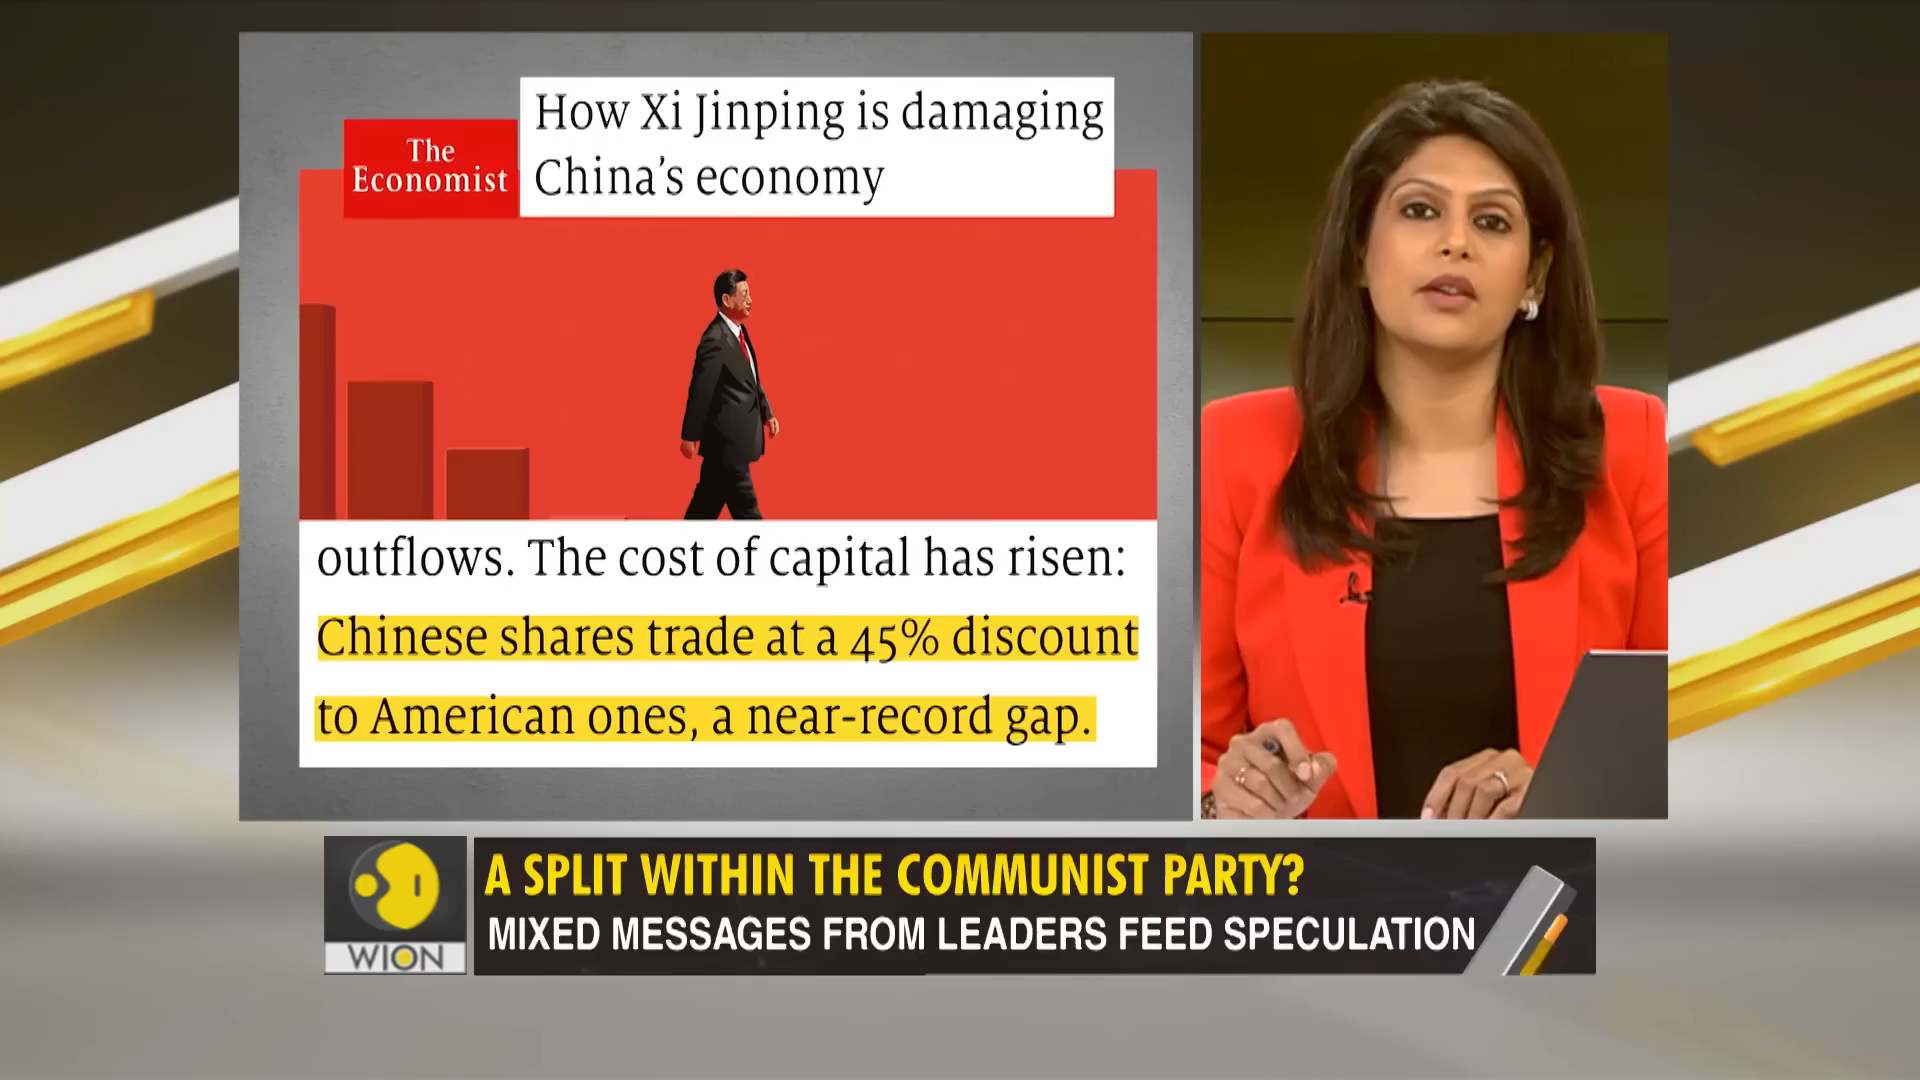 The
Economist
How Xi Jinping is damaging
China's economy
outflows. The cost of capital has risen:
Chinese shares trade at a 45% discount
to American ones, a near-record gap.
A SPLIT WITHIN THE COMMUNIST PARTY?
MIXED MESSAGES FROM LEADERS FEED SPECULATION
WION